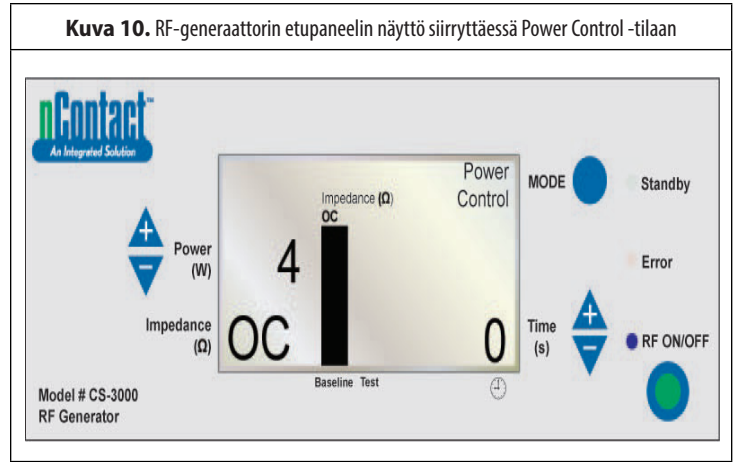 Kuva 10. RF-generaattorin etupaneelin näyttö siirryttäessä Power Control -tilaan
nContact™
An Integrated Solution
+
−
Power
(W)
4
Impedance
(Ω)
OC
Impedance (Ω)
OC
Baseline Test
Power
Control
0
MODE
Time
(s)
+
−
Standby
Error
RF ON/OFF
Model # CS-3000
RF Generator